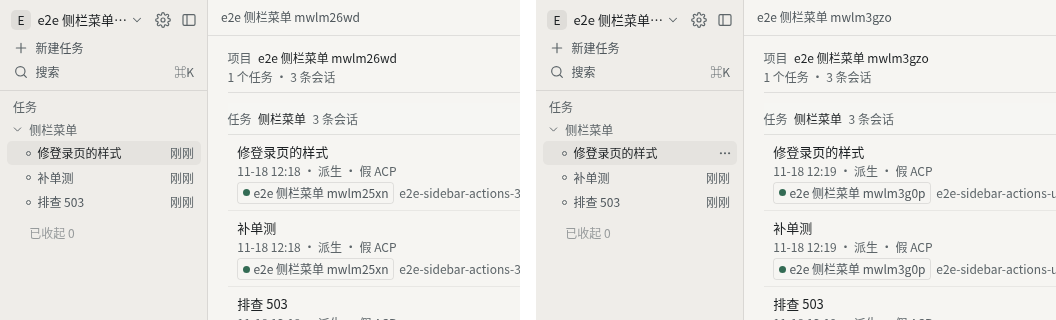 E e2e 侧栏菜单…
新建任务
搜索 ⌘K
任务
侧栏菜单
修登录页的样式 刚刚
补单测 刚刚
排查 503 刚刚
已收起 0
e2e 侧栏菜单 mwlm26wd
项目 e2e 侧栏菜单 mwlm26wd
1 个任务 · 3 条会话
任务 侧栏菜单 3 条会话
修登录页的样式
11-18 12:18 · 派生 · 假 ACP
e2e 侧栏菜单 mwlm25xn e2e-sidebar-actions-3
补单测
11-18 12:18 · 派生 · 假 ACP
e2e 侧栏菜单 mwlm25xn e2e-sidebar-actions-3
排查 503
E e2e 侧栏菜单…
新建任务
搜索 ⌘K
任务
侧栏菜单
修登录页的样式 …
补单测 刚刚
排查 503 刚刚
已收起 0
e2e 侧栏菜单 mwlm3gzo
项目 e2e 侧栏菜单 mwlm3gzo
1 个任务 · 3 条会话
任务 侧栏菜单 3 条会话
修登录页的样式
11-18 12:19 · 派生 · 假 ACP
e2e 侧栏菜单 mwlm3g0p e2e-sidebar-actions-u
补单测
11-18 12:19 · 派生 · 假 ACP
e2e 侧栏菜单 mwlm3g0p e2e-sidebar-actions-u
排查 503